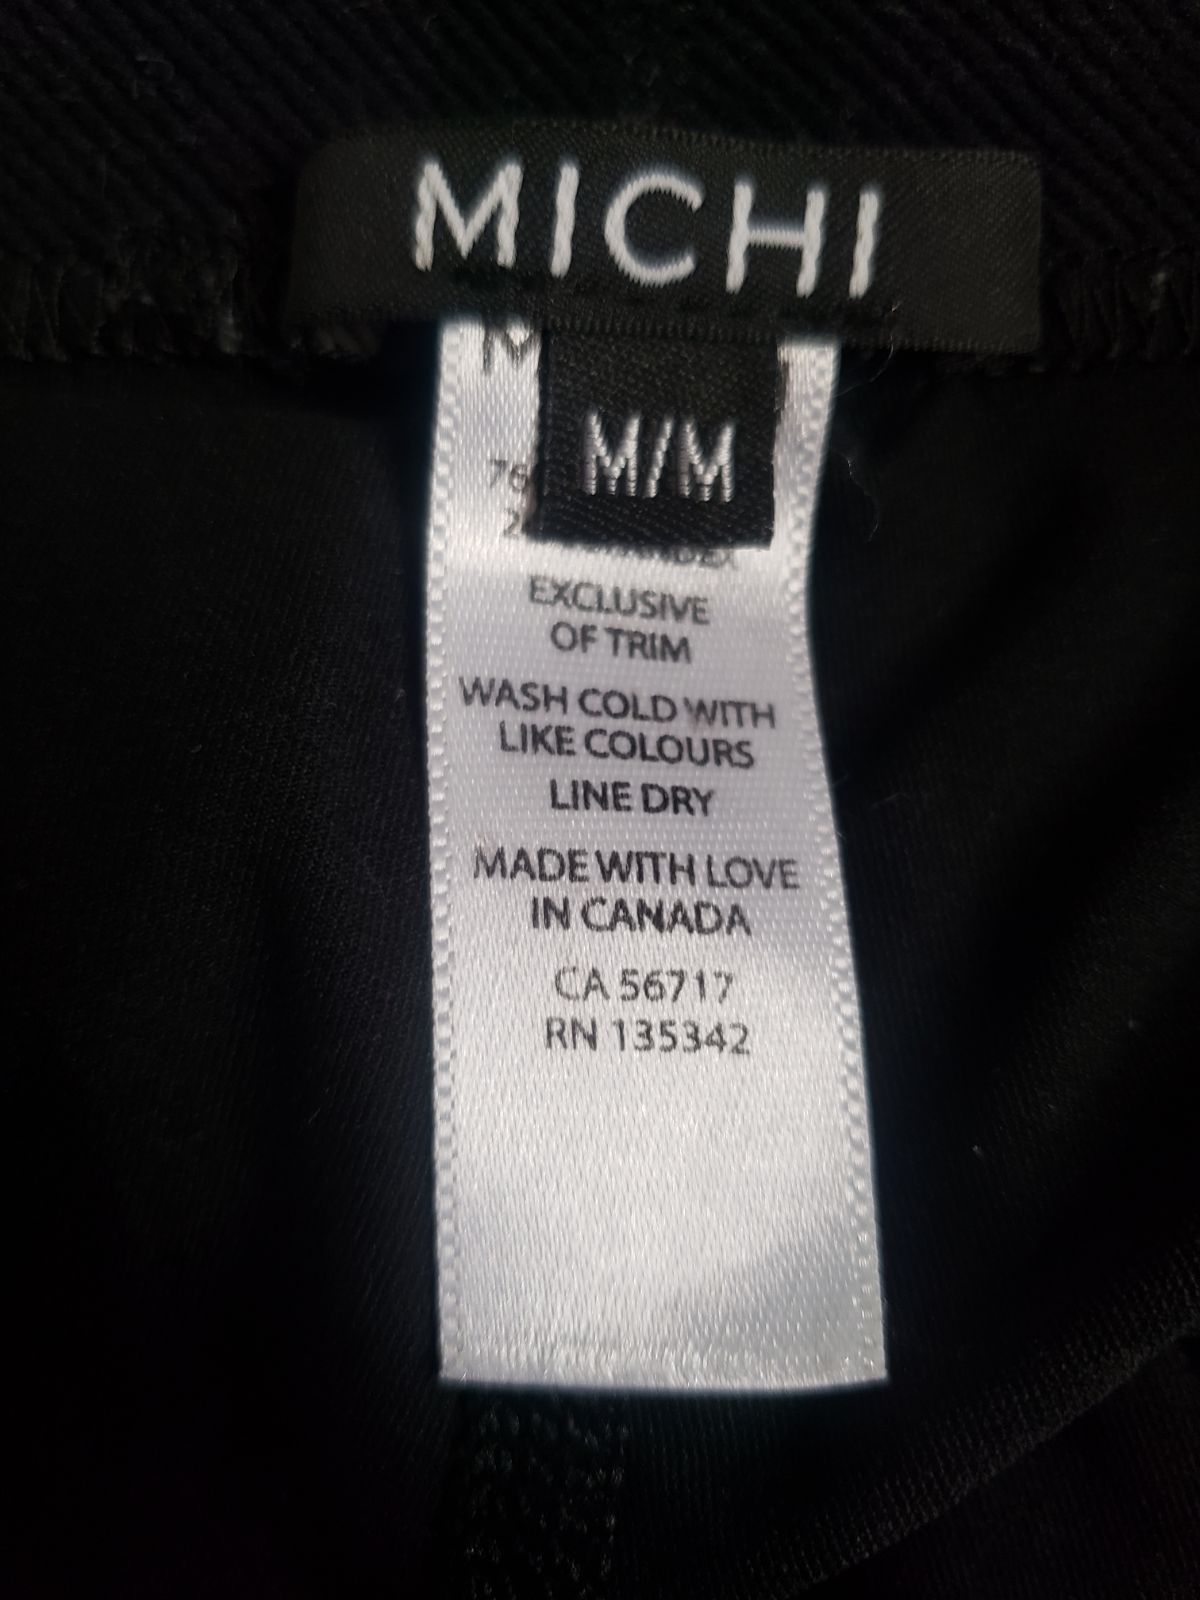 MICHI
M/M
EXCLUSIVE
OF TRIM
WASH COLD WITH
LIKE COLOURS
LINE DRY
MADE WITH LOVE
IN CANADA
CA 56717
RN 135342